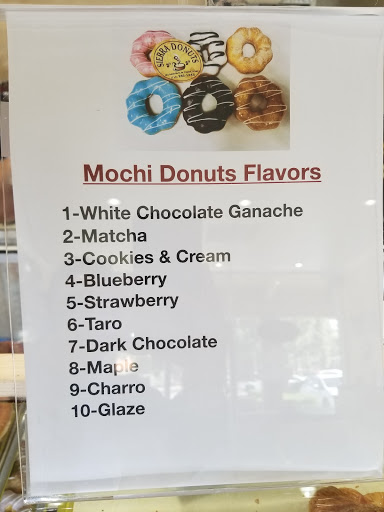 SIERRA DONUTS
Mochi Donuts Flavors
1-White Chocolate Ganache
2-Matcha
3-Cookies & Cream
4-Blueberry
5-Strawberry
6-Taro
7-Dark Chocolate
8-Maple
9-Charro
10-Glaze